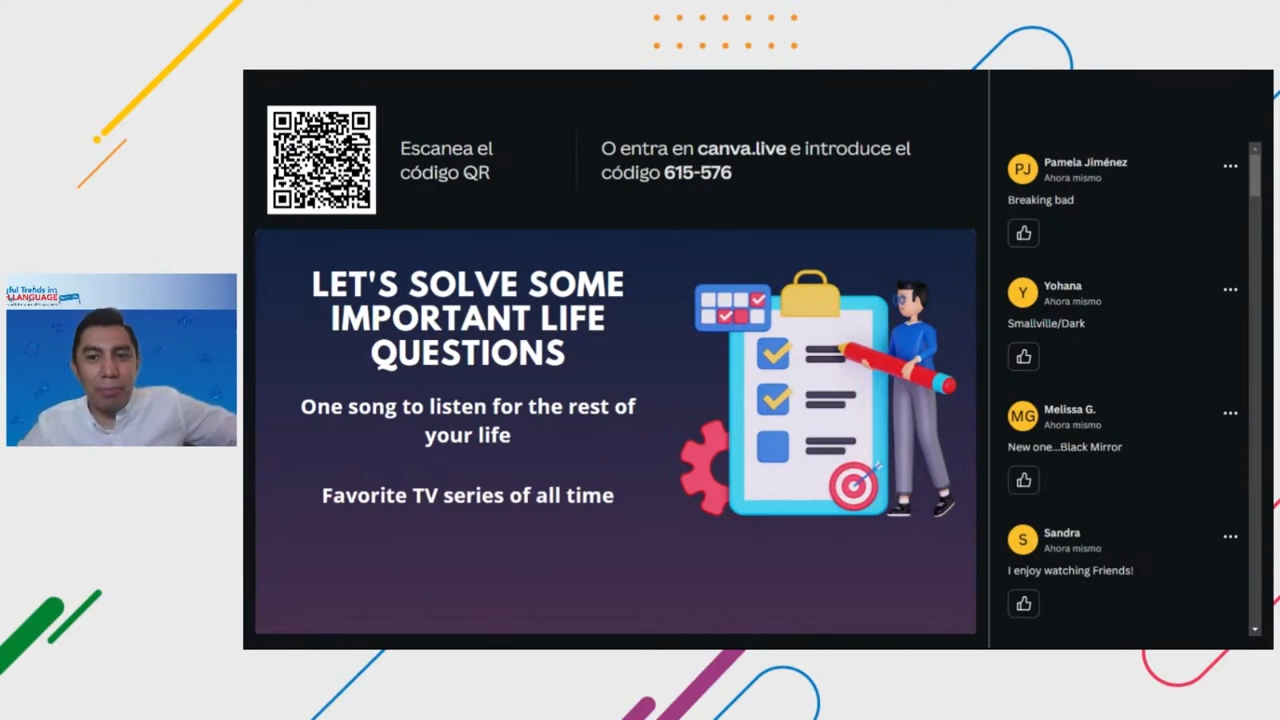 Escanea el
código QR
O entra en canva.live e introduce el
código 615-576
LET'S SOLVE SOME
IMPORTANT LIFE
QUESTIONS
One song to listen for the rest of
your life
Favorite TV series of all time
ful Trends in
LANGUAGE
PJ
Pamela Jiménez
Ahora mismo
Breaking bad
Y
Yohana
Ahora mismo
Smallville/Dark
MG
Melissa G.
Ahora mismo
New one...Black Mirror
S
Sandra
Ahora mismo
I enjoy watching Friends!